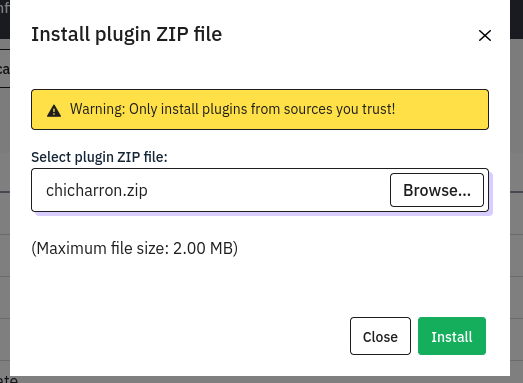 Install plugin ZIP file
Warning: Only install plugins from sources you trust!
Select plugin ZIP file:
chicharron.zip
Browse...
(Maximum file size: 2.00 MB)
Close
Install